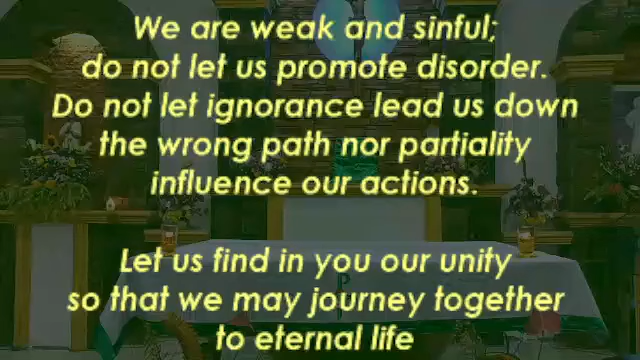 We are weak and sinful;
do not let us promote disorder.
Do not let ignorance lead us down
the wrong path nor partiality
influence our actions.
Let us find in you our unity
so that we may journey together
to eternal life